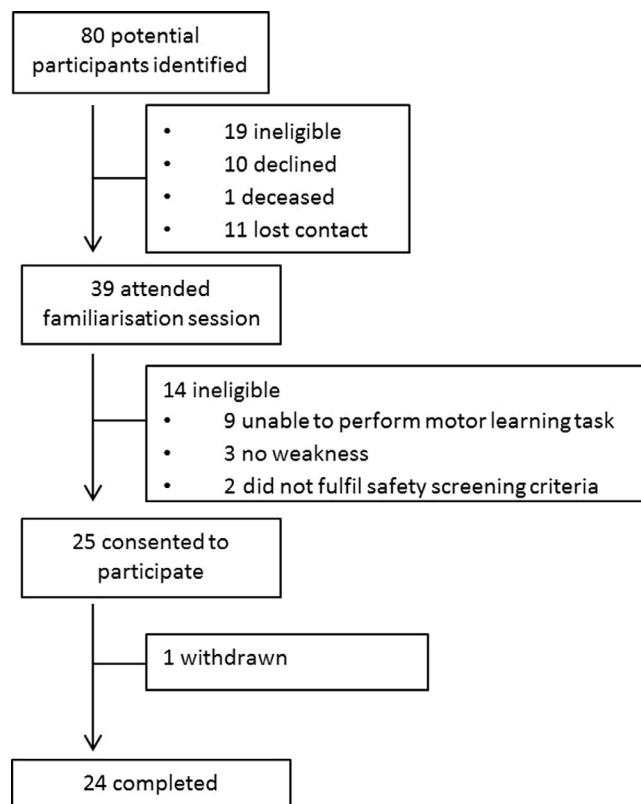 80 potential
participants identified
• 19 ineligible
• 10 declined
• 1 deceased
• 11 lost contact
39 attended
familiarisation session
14 ineligible
• 9 unable to perform motor learning task
• 3 no weakness
• 2 did not fulfil safety screening criteria
25 consented to
participate
1 withdrawn
24 completed